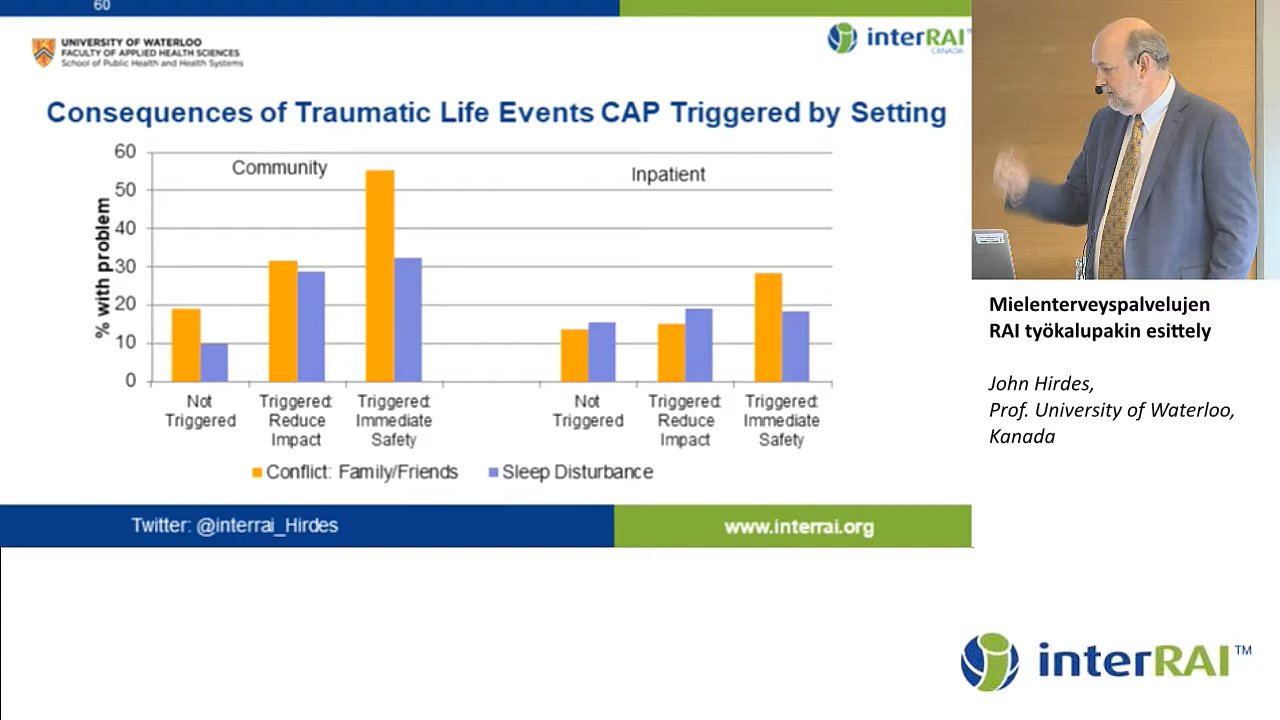 60
UNIVERSITY OF WATERLOO
FACULTY OF APPLIED HEALTH SCIENCES
School of Public Health and Health Systems
interRAI™
CANADA
Consequences of Traumatic Life Events CAP Triggered by Setting
% with problem
60
50
40
30
20
10
0
Community
Inpatient
Not
Triggered
Triggered:
Reduce
Impact
Triggered:
Immediate
Safety
Not
Triggered
Triggered:
Reduce
Impact
Triggered:
Immediate
Safety
Conflict: Family/Friends
Sleep Disturbance
Twitter: @interrai_Hirdes
www.interrai.org
Mielenterveyspalvelujen
RAI työkalupakin esittely
John Hirdes,
Prof. University of Waterloo,
Kanada
interRAI™